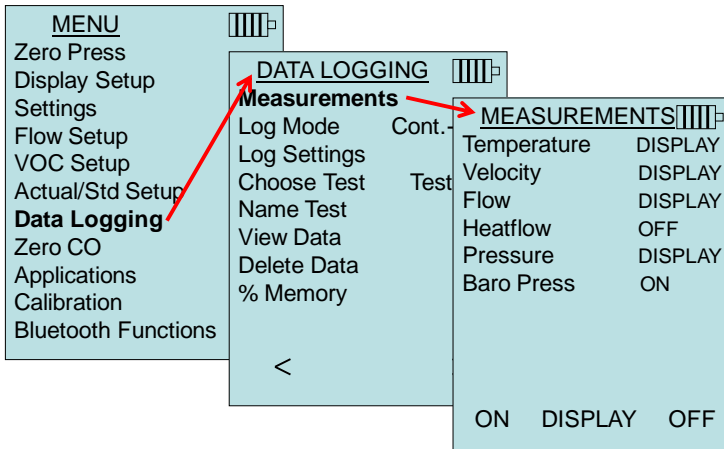 MENU
Zero Press
Display Setup
Settings
Flow Setup
VOC Setup
Actual/Std Setup
Data Logging
Zero CO
Applications
Calibration
Bluetooth Functions
DATA LOGGING
Measurements
Log Mode Cont.-
Log Settings
Choose Test Test
Name Test
View Data
Delete Data
% Memory
<
MEASUREMENTS
Temperature DISPLAY
Velocity DISPLAY
Flow DISPLAY
Heatflow OFF
Pressure DISPLAY
Baro Press ON
ON DISPLAY OFF